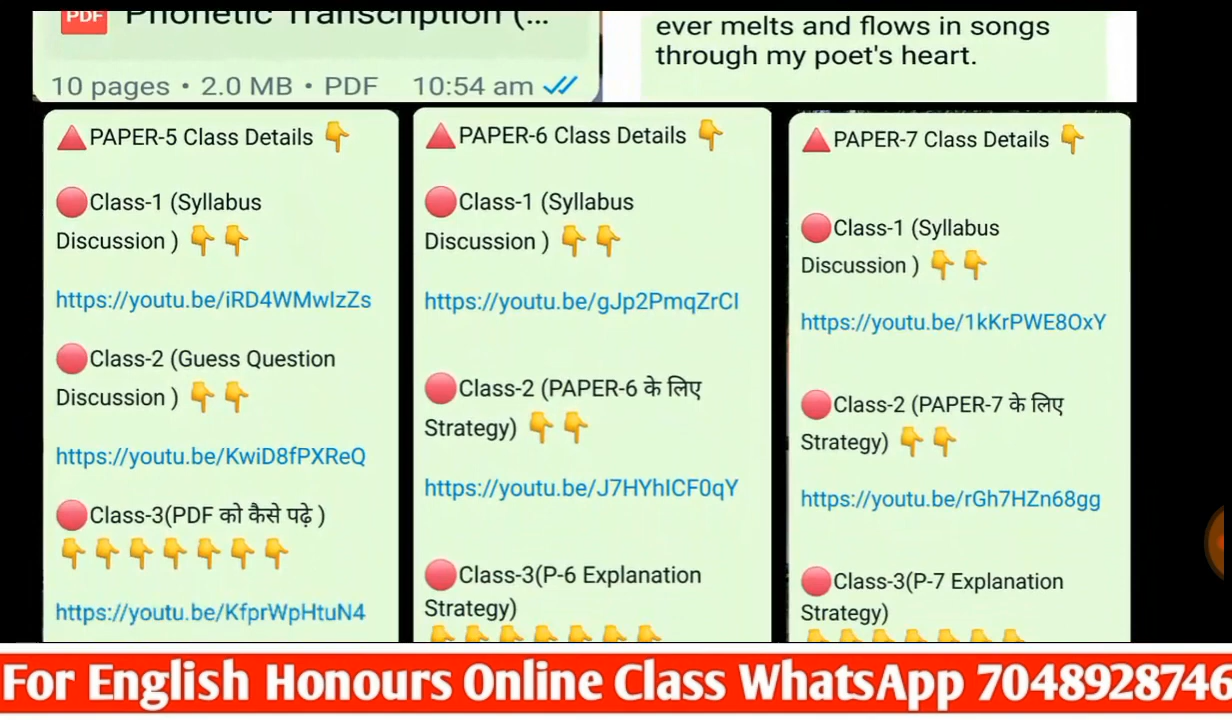 PDF Phonetic Transcription (...
10 pages • 2.0 MB • PDF 10:54 am
ever melts and flows in songs
through my poet's heart.
🔺PAPER-5 Class Details 👇
🔴Class-1 (Syllabus
Discussion ) 👇👇
https://youtu.be/iRD4WMwIzZs
🔴Class-2 (Guess Question
Discussion ) 👇👇
https://youtu.be/KwiD8fPXReQ
🔴Class-3(PDF को कैसे पढ़े )
👇👇👇👇👇👇👇
https://youtu.be/KfprWpHtuN4
🔺PAPER-6 Class Details 👇
🔴Class-1 (Syllabus
Discussion ) 👇👇
https://youtu.be/gJp2PmqZrCI
🔴Class-2 (PAPER-6 के लिए
Strategy) 👇👇
https://youtu.be/J7HYhICF0qY
🔴Class-3(P-6 Explanation
Strategy)
👇👇👇👇👇👇👇
🔺PAPER-7 Class Details 👇
🔴Class-1 (Syllabus
Discussion ) 👇👇
https://youtu.be/1kKrPWE8OxY
🔴Class-2 (PAPER-7 के लिए
Strategy) 👇👇
https://youtu.be/rGh7HZn68gg
🔴Class-3(P-7 Explanation
Strategy)
👇👇👇👇👇👇👇
For English Honours Online Class WhatsApp 7048928746